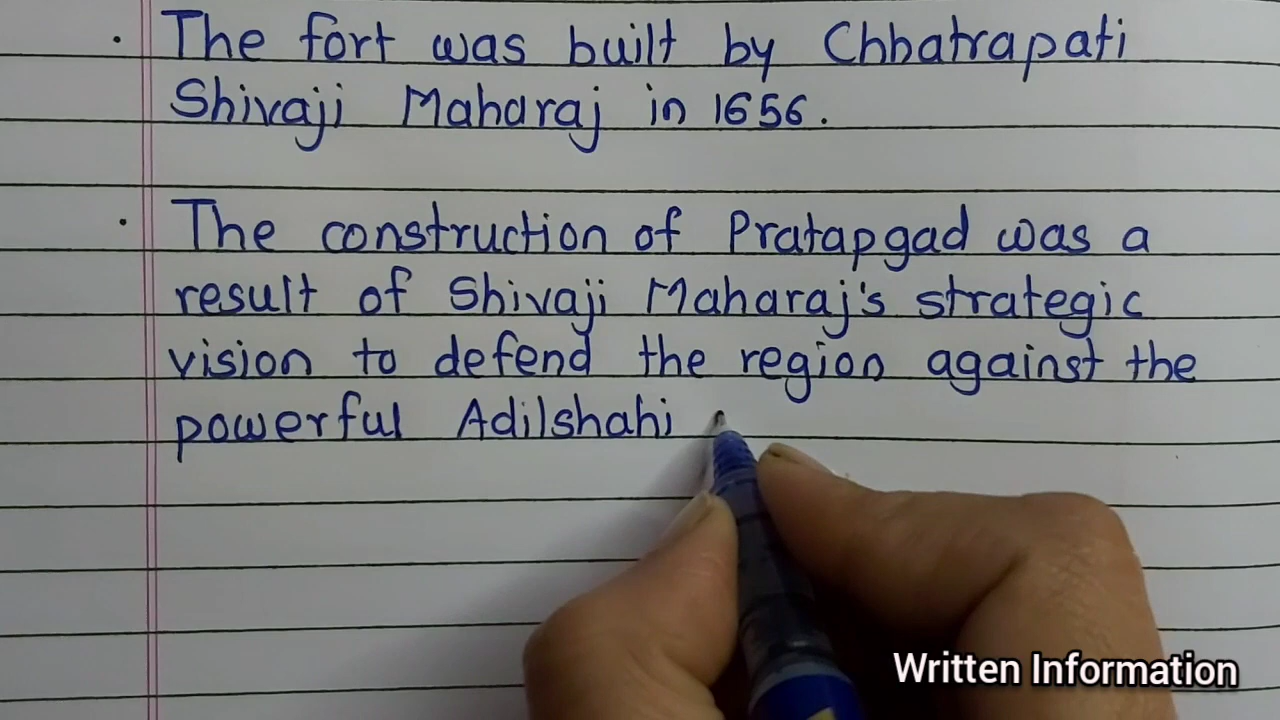 · The fort was built by Chhatrapati
Shivaji Maharaj in 1656.
· The construction of Pratapgad was a
result of Shivaji Maharaj's strategic
vision to defend the region against the
powerful Adilshahi
Written Information